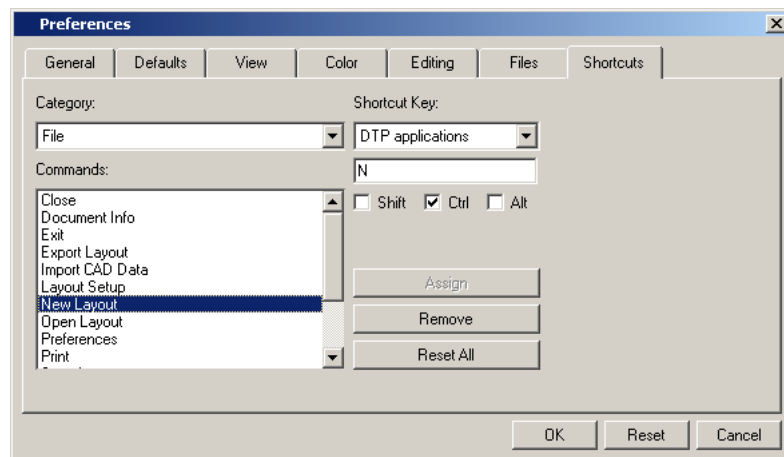 Preferences
General Defaults View Color Editing Files Shortcuts
Category: Shortcut Key:
File DTP applications
Commands: N
Close
Shift Ctrl Alt
Document Info
Exit
Export Layout
Import CAD Data
Layout Setup
New Layout
Open Layout
Preferences
Print
Assign
Remove
Reset All
OK Reset Cancel